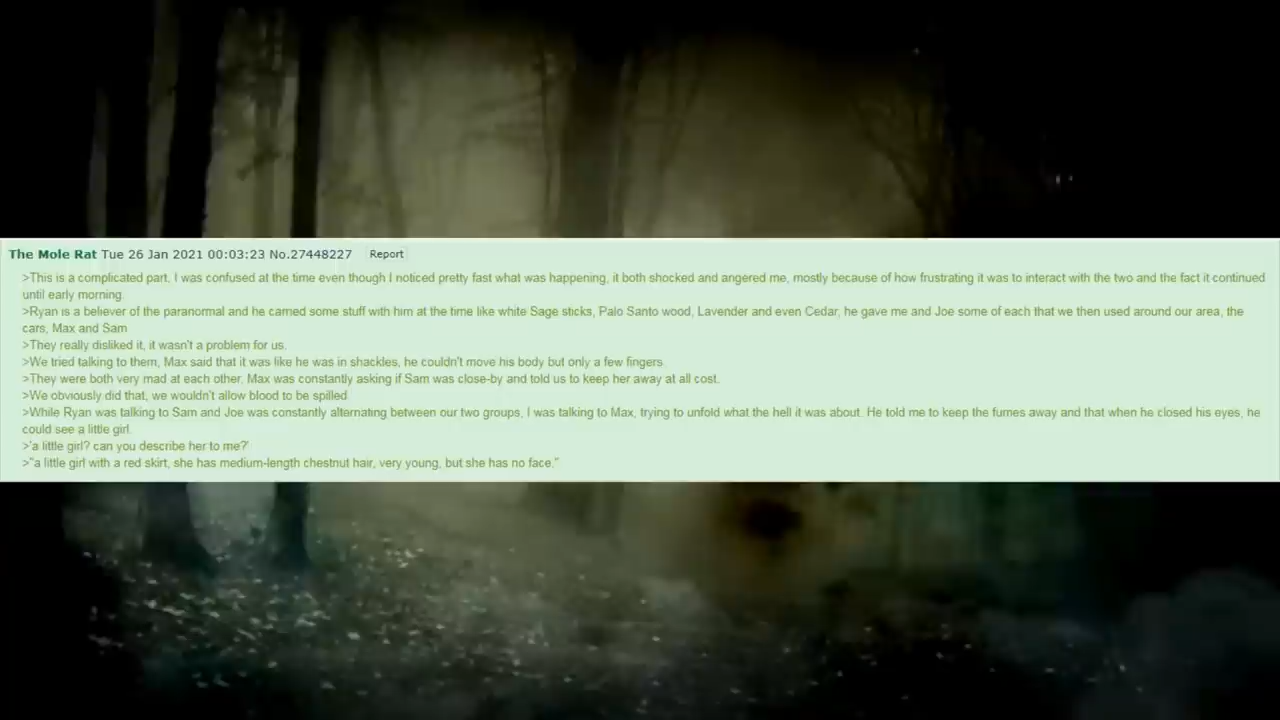 The Mole Rat Tue 26 Jan 2021 00:03:23 No.27448227 Report
>This is a complicated part, I was confused at the time even though I noticed pretty fast what was happening, it both shocked and angered me, mostly because of how frustrating it was to interact with the two and the fact it continued
until early morning.
>Ryan is a believer of the paranormal and he carried some stuff with him at the time like white Sage sticks, Palo Santo wood, Lavender and even Cedar, he gave me and Joe some of each that we then used around our area, the
cars, Max and Sam
>They really disliked it, it wasn't a problem for us.
>We tried talking to them, Max said that it was like he was in shackles, he couldn't move his body but only a few fingers.
>They were both very mad at each other, Max was constantly asking if Sam was close-by and told us to keep her away at all cost.
>We obviously did that, we wouldn't allow blood to be spilled
>While Ryan was talking to Sam and Joe was constantly alternating between our two groups, I was talking to Max, trying to unfold what the hell it was about. He told me to keep the fumes away and that when he closed his eyes, he
could see a little girl.
>'a little girl? can you describe her to me?'
>"a little girl with a red skirt, she has medium-length chestnut hair, very young, but she has no face."